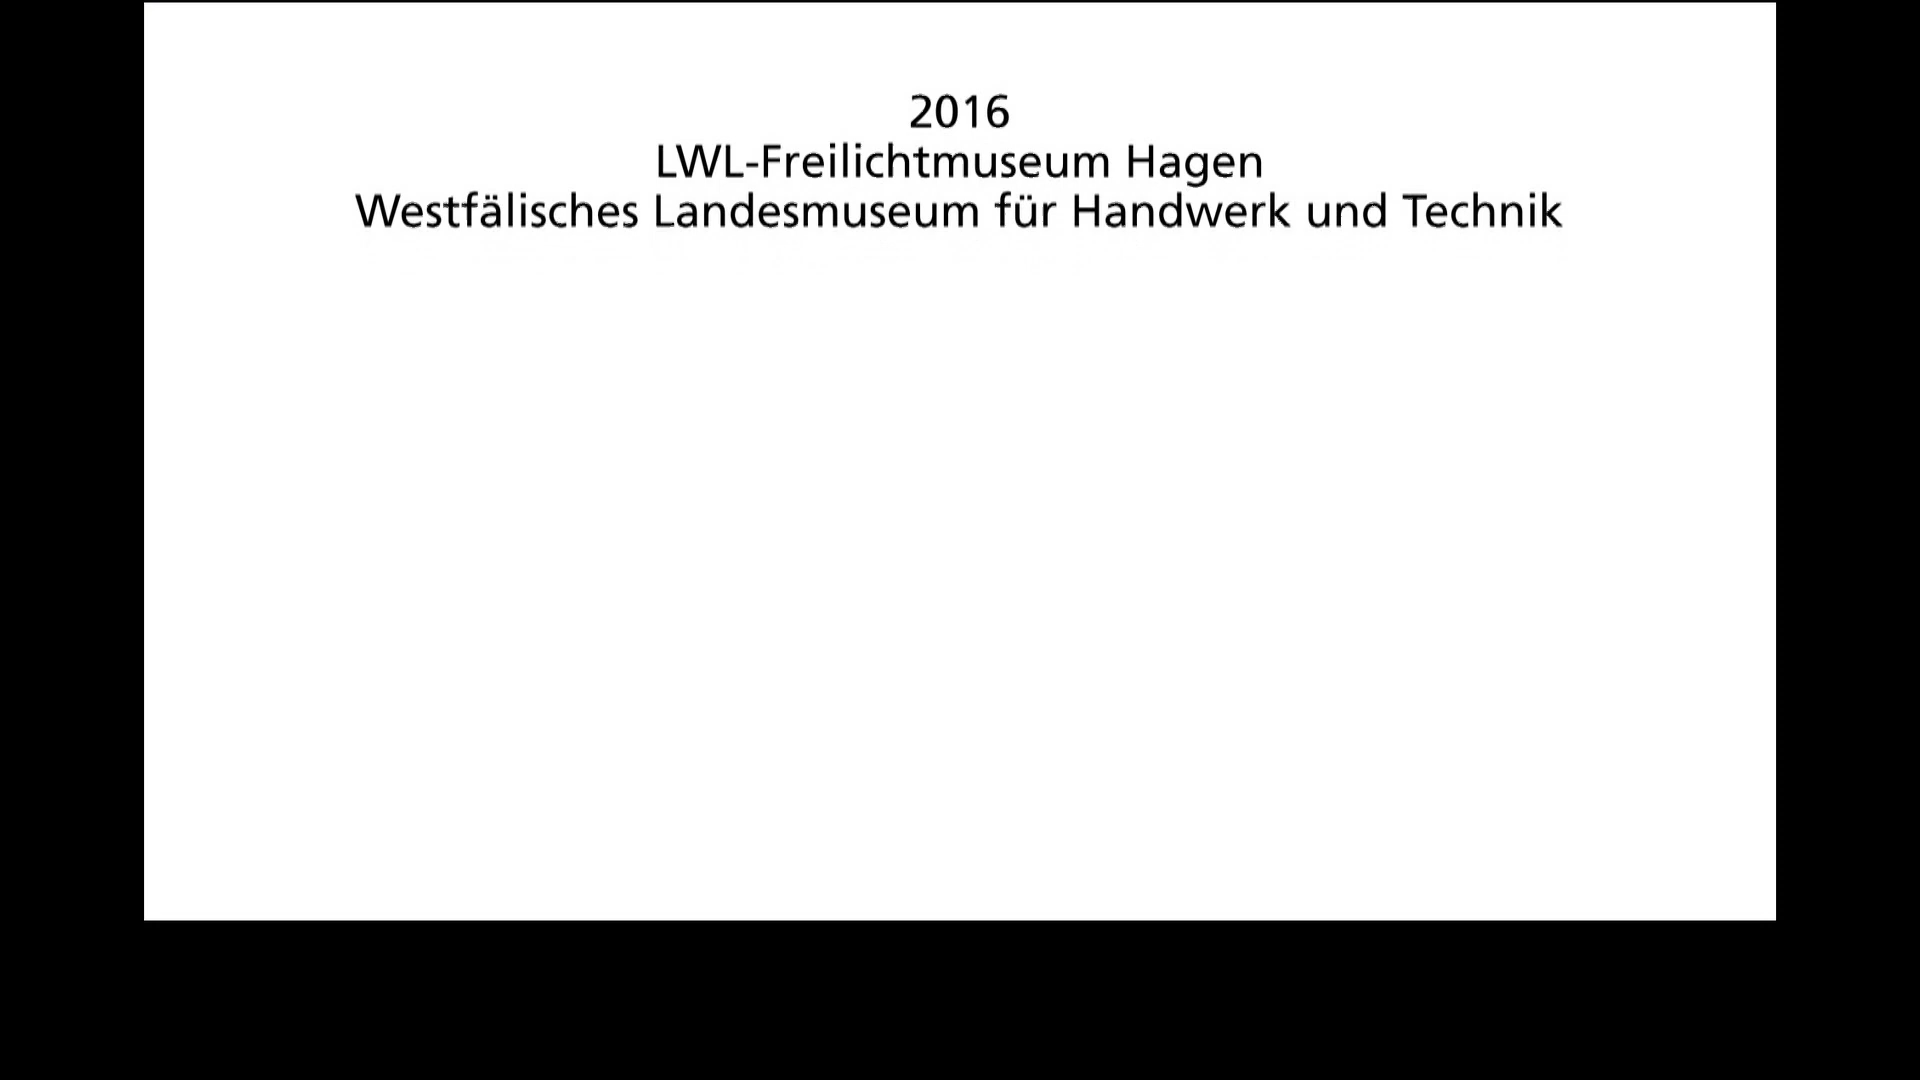 2016
LWL-Freilichtmuseum Hagen
Westfälisches Landesmuseum für Handwerk und Technik